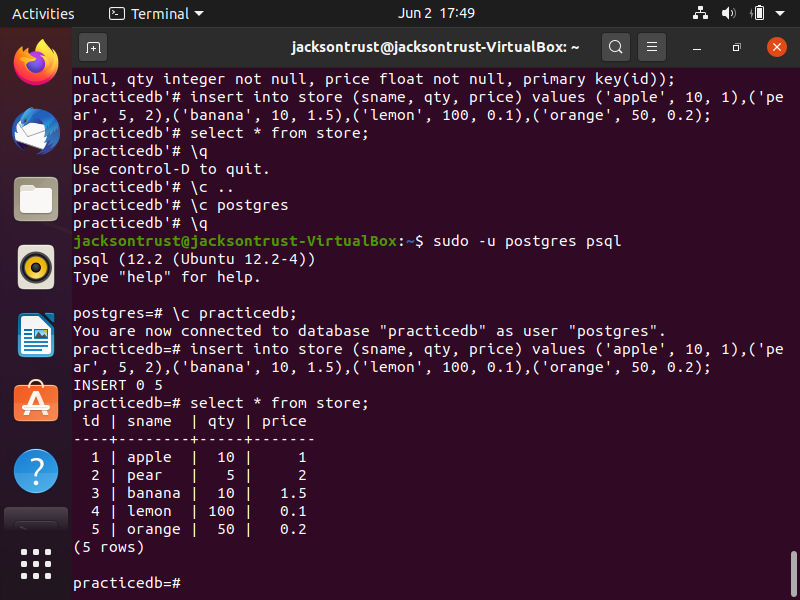 Activities Terminal Jun 2 17:49
jacksontrust@jacksontrust-VirtualBox: ~
null, qty integer not null, price float not null, primary key(id));
practicedb'# insert into store (sname, qty, price) values ('apple', 10, 1),('pe
ar', 5, 2),('banana', 10, 1.5),('lemon', 100, 0.1),('orange', 50, 0.2);
practicedb'# select * from store;
practicedb'# \q
Use control-D to quit.
practicedb'# \c ..
practicedb'# \c postgres
practicedb'# \q
jacksontrust@jacksontrust-VirtualBox:~$ sudo -u postgres psql
psql (12.2 (Ubuntu 12.2-4))
Type "help" for help.

postgres=# \c practicedb;
You are now connected to database "practicedb" as user "postgres".
practicedb=# insert into store (sname, qty, price) values ('apple', 10, 1),('pe
ar', 5, 2),('banana', 10, 1.5),('lemon', 100, 0.1),('orange', 50, 0.2);
INSERT 0 5
practicedb=# select * from store;
 id | sname  | qty | price
----+--------+-----+-------
  1 | apple  |  10 |     1
  2 | pear   |   5 |     2
  3 | banana |  10 |   1.5
  4 | lemon  | 100 |   0.1
  5 | orange |  50 |   0.2
(5 rows)

practicedb=#